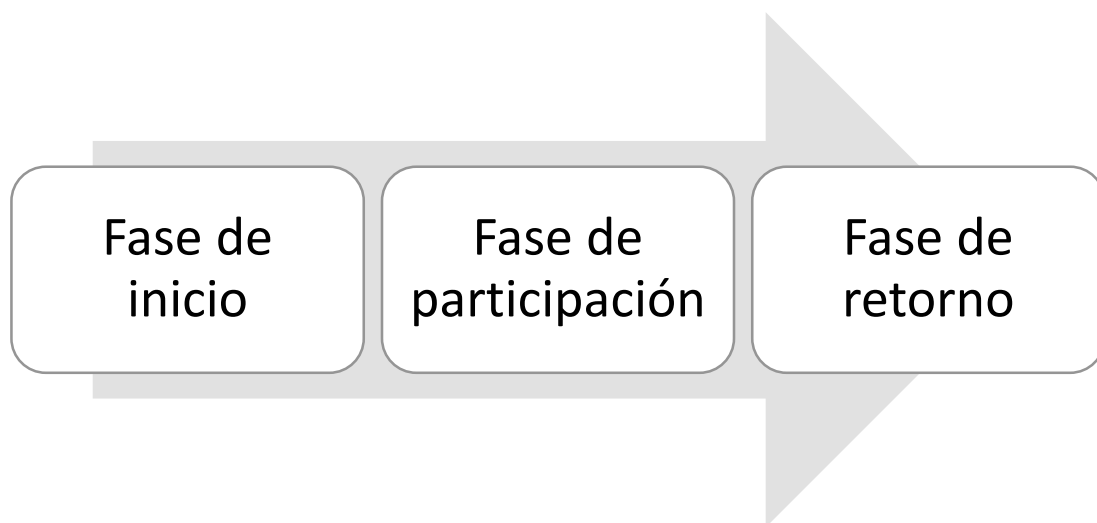 Fase de
inicio
Fase de
participación
Fase de
retorno